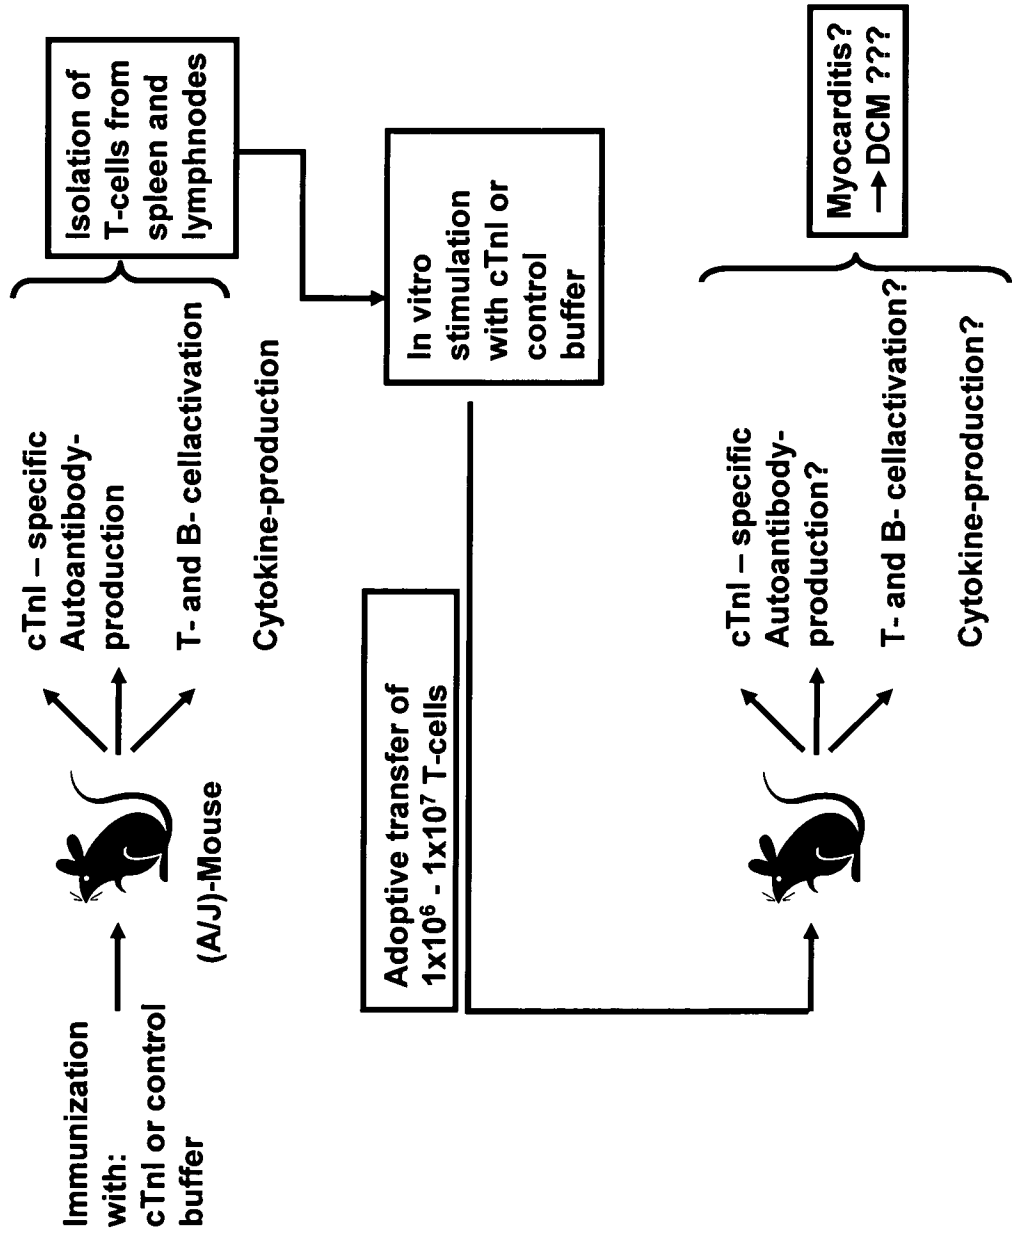 Immunization
with:
cTnI or control
buffer
(A/J)-Mouse
cTnI – specific
Autoantibody-
production
T- and B- cellactivation
Cytokine-production
Isolation of
T-cells from
spleen and
lymphnodes
In vitro
stimulation
with cTnI or
control
buffer
Adoptive transfer of
1x10⁶ - 1x10⁷ T-cells
cTnI – specific
Autoantibody-
production?
T- and B- cellactivation?
Cytokine-production?
Myocarditis?
→ DCM ???